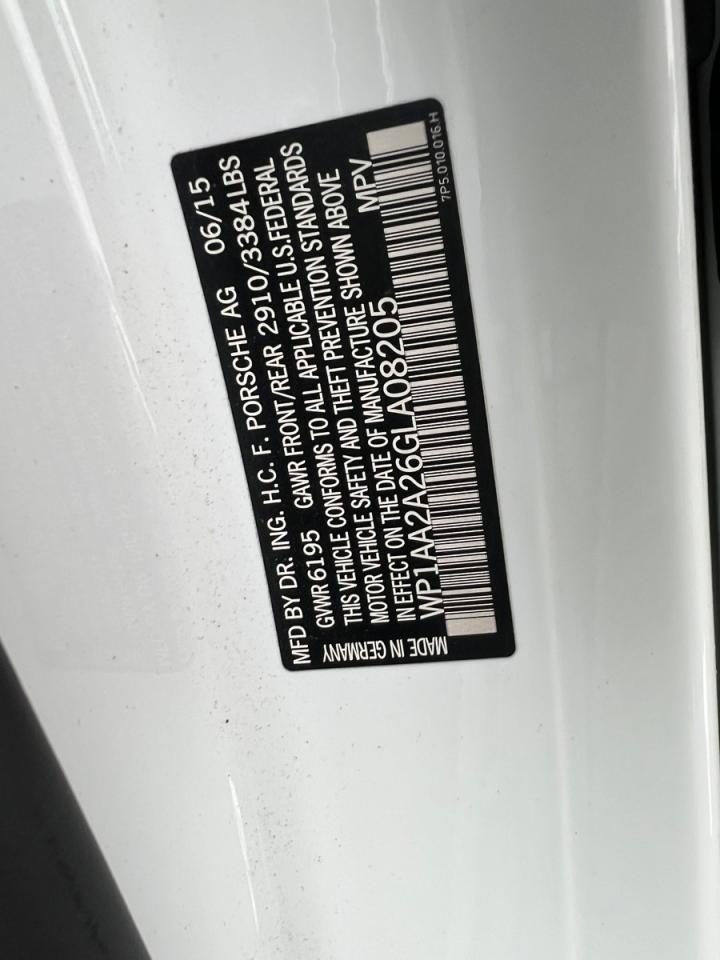 MFD BY DR. ING. H.C. F. PORSCHE AG 06/15
GVWR 6195 GAWR FRONT/REAR 2910/3384 LBS
THIS VEHICLE CONFORMS TO ALL APPLICABLE U.S.FEDERAL
MOTOR VEHICLE SAFETY AND THEFT PREVENTION STANDARDS
IN EFFECT ON THE DATE OF MANUFACTURE SHOWN ABOVE
WP1AA2A26GLA08205 MPV
MADE IN GERMANY
7P5.010.016.H